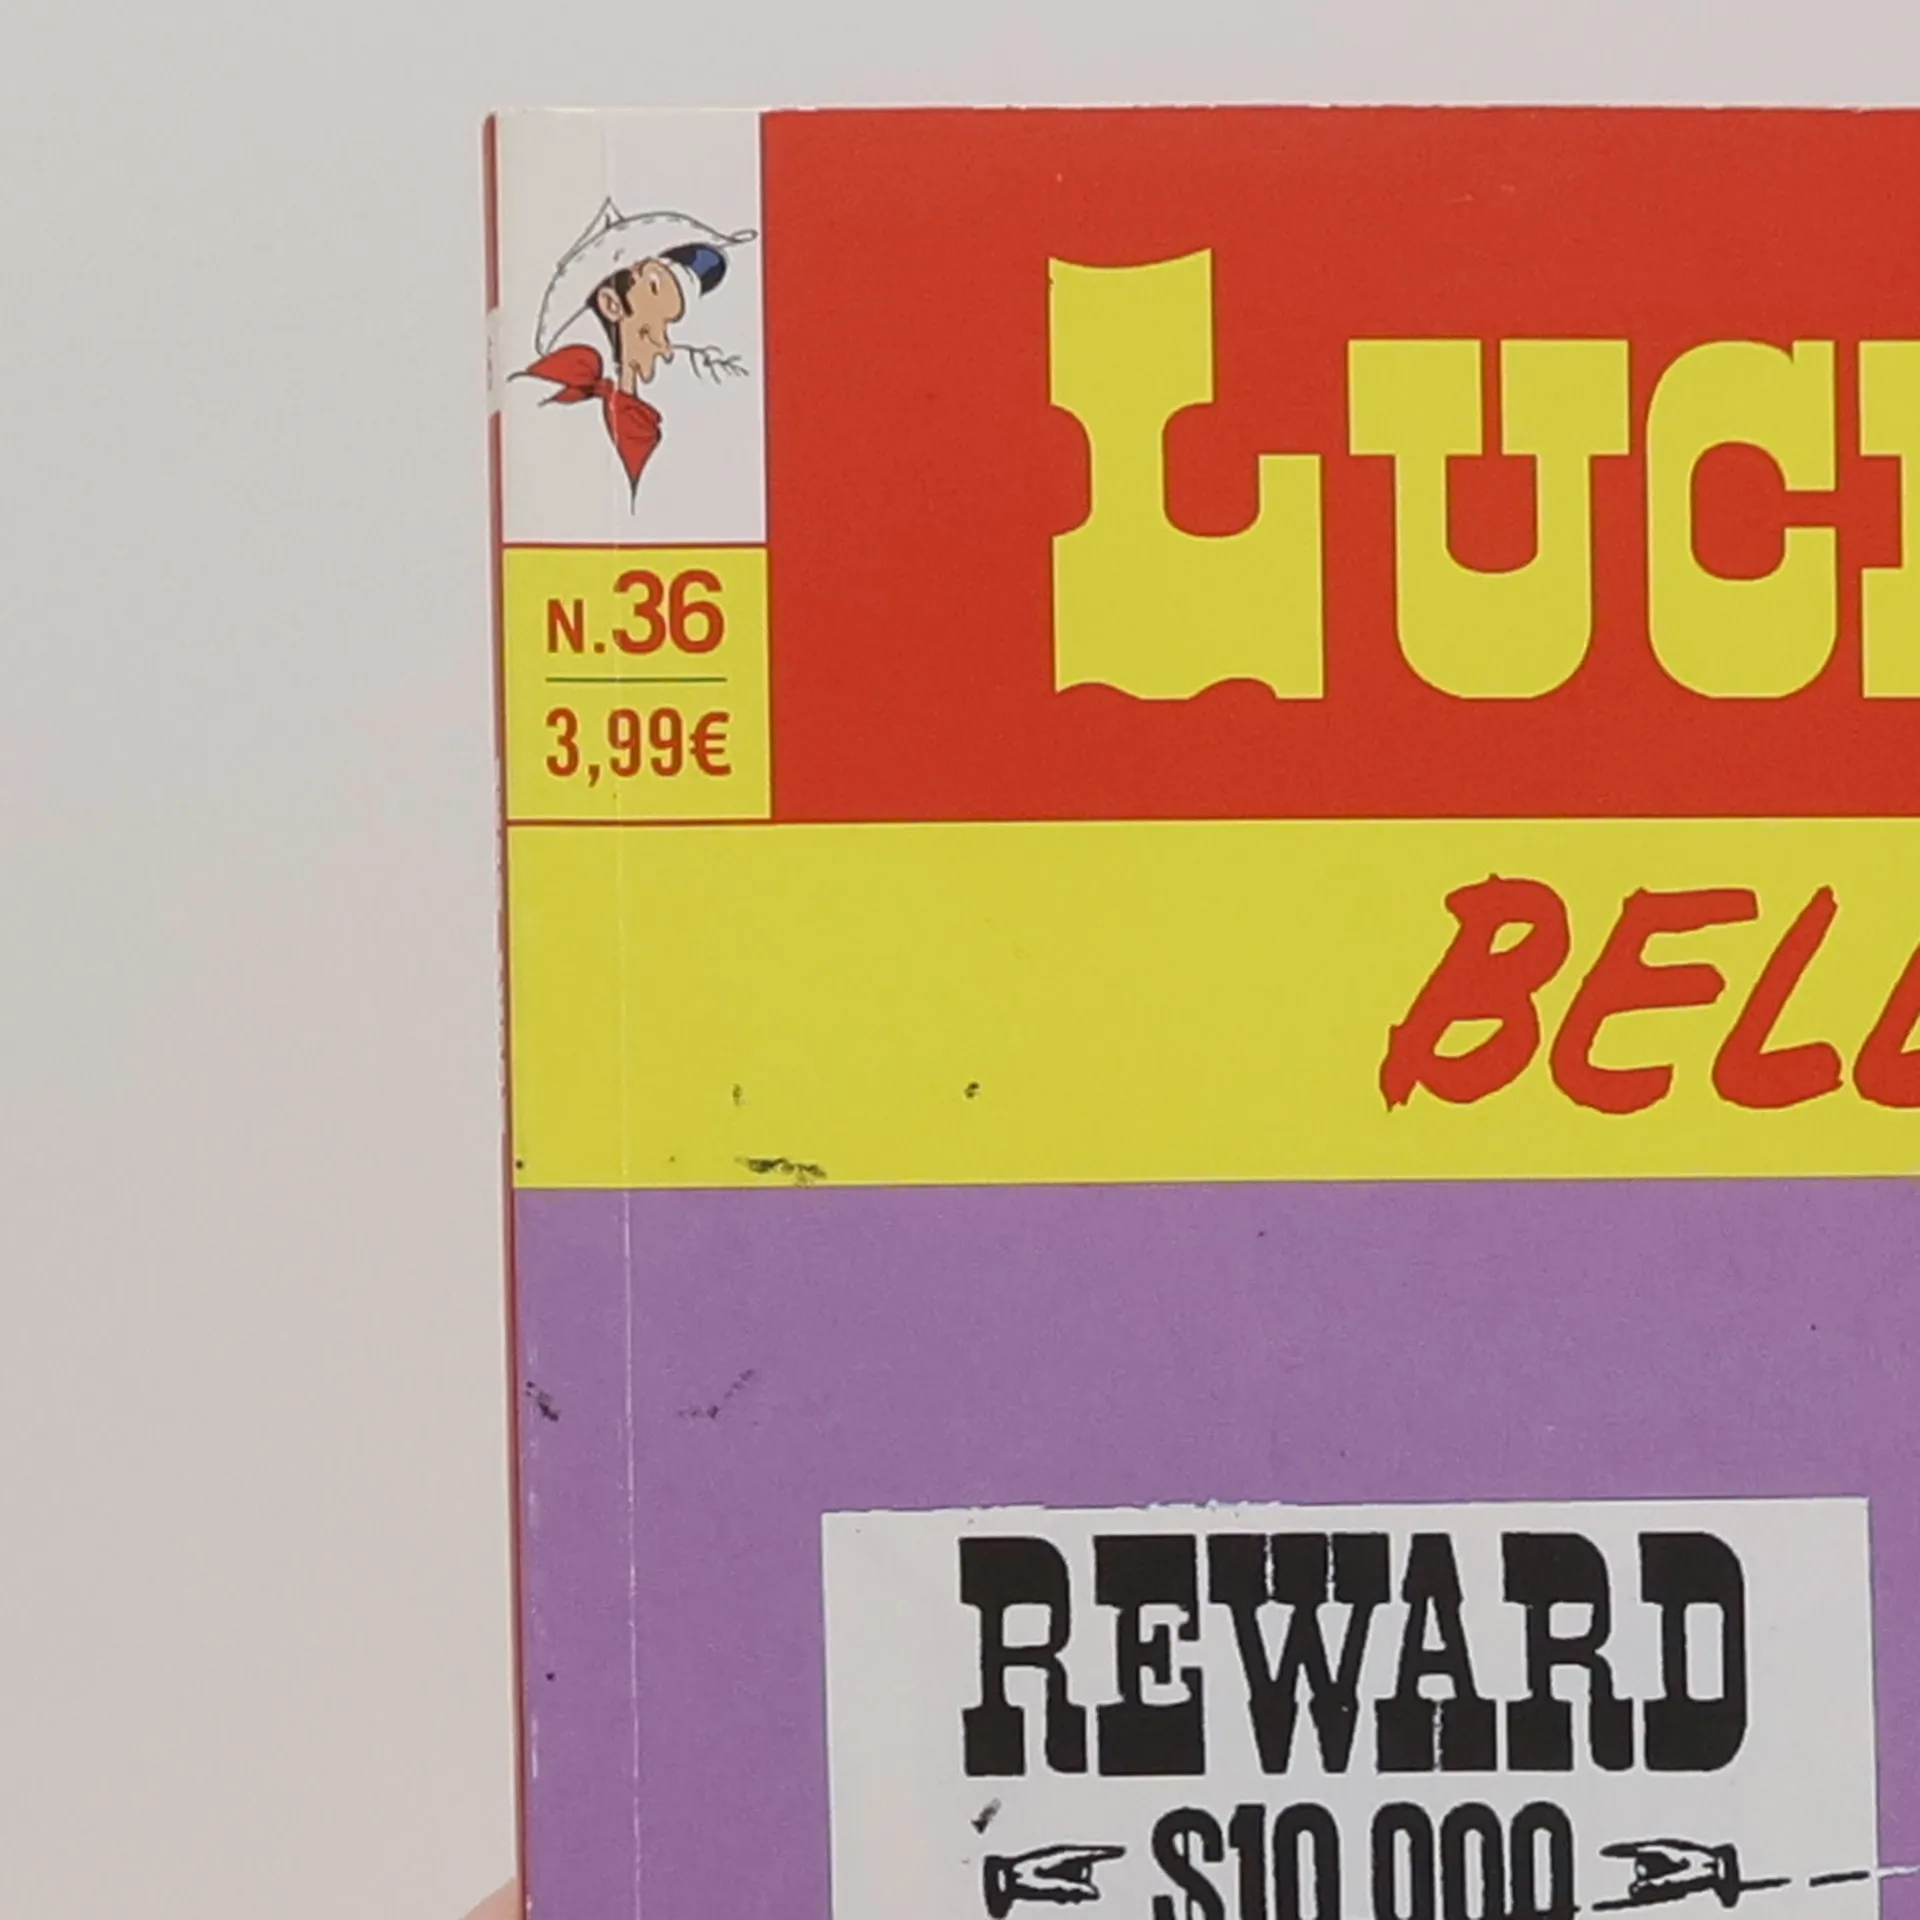 N.36
3,99€
LUC
BEL
REWARD
$10,000